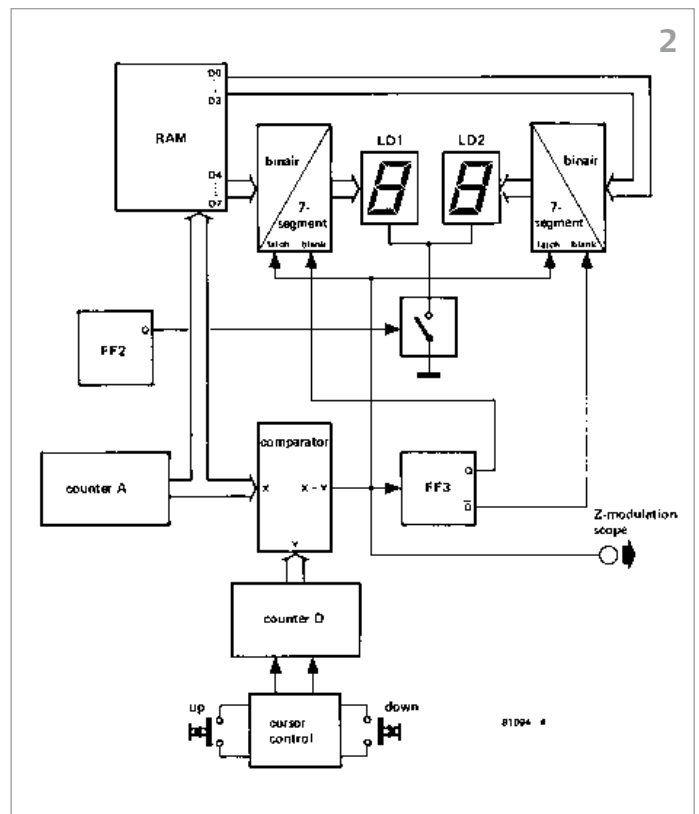 2
D0
D3
RAM
D4
D7
binair
7-
segment
latch blank
LD1
LD2
binair
7-
segment
latch blank
FF2
Q
counter A
comparator
X
X = Y
Y
FF3
Q
Q̅
Z-modulation
scope
counter D
up
cursor
control
down
81094 4